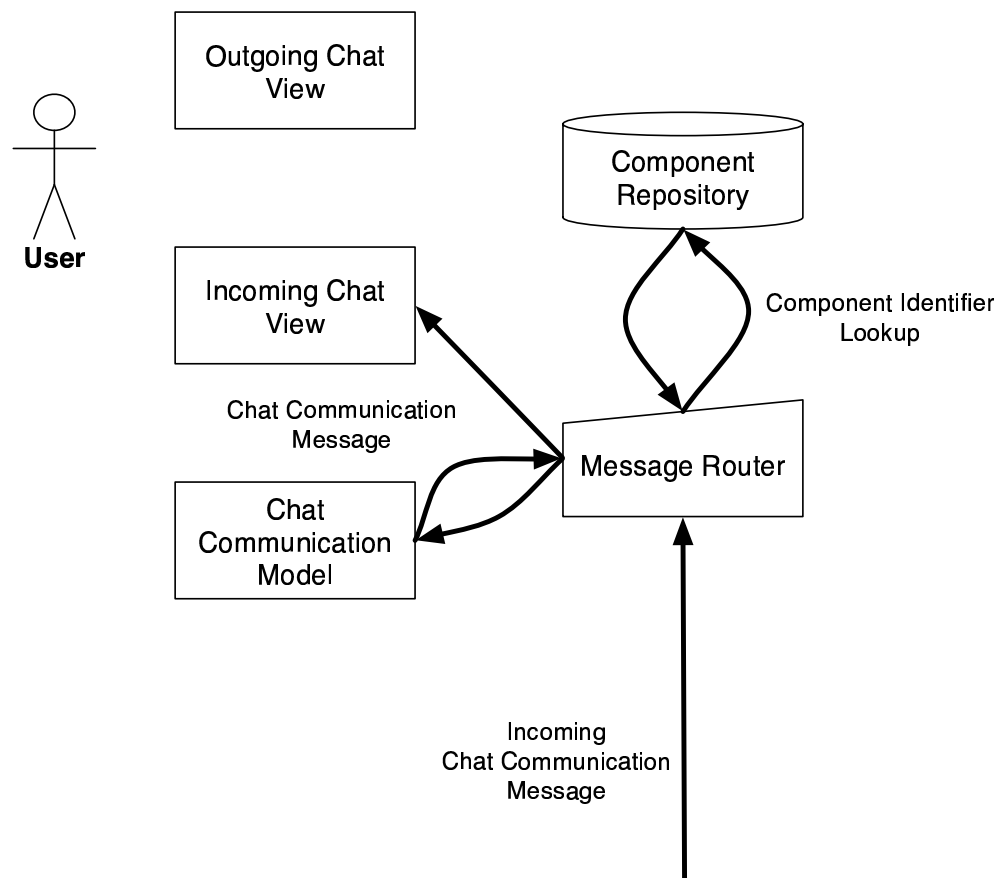 Outgoing Chat
View
User
Component
Repository
Incoming Chat
View
Component Identifier
Lookup
Chat Communication
Message
Message Router
Chat
Communication
Model
Incoming
Chat Communication
Message